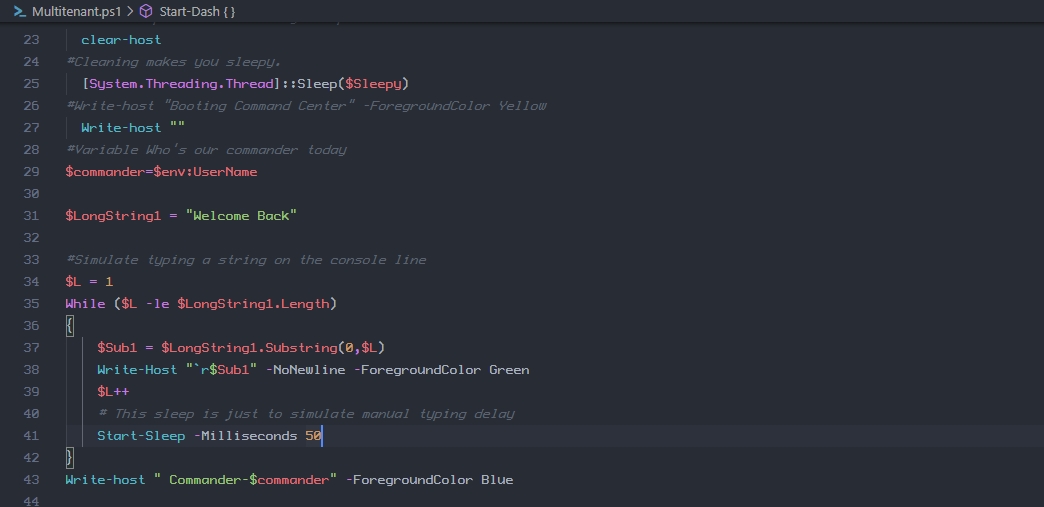 Multitenant.ps1 > Start-Dash { }
23 clear-host
24 #Cleaning makes you sleepy.
25 [System.Threading.Thread]::Sleep($Sleepy)
26 #Write-host "Booting Command Center" -ForegroundColor Yellow
27 Write-host ""
28 #Variable Who's our commander today
29 $commander=$env:UserName
30
31 $LongString1 = "Welcome Back"
32
33 #Simulate typing a string on the console line
34 $L = 1
35 While ($L -le $LongString1.Length)
36 {
37 $Sub1 = $LongString1.Substring(0,$L)
38 Write-Host "`r$Sub1" -NoNewline -ForegroundColor Green
39 $L++
40 # This sleep is just to simulate manual typing delay
41 Start-Sleep -Milliseconds 50
42 }
43 Write-host " Commander-$commander" -ForegroundColor Blue
44